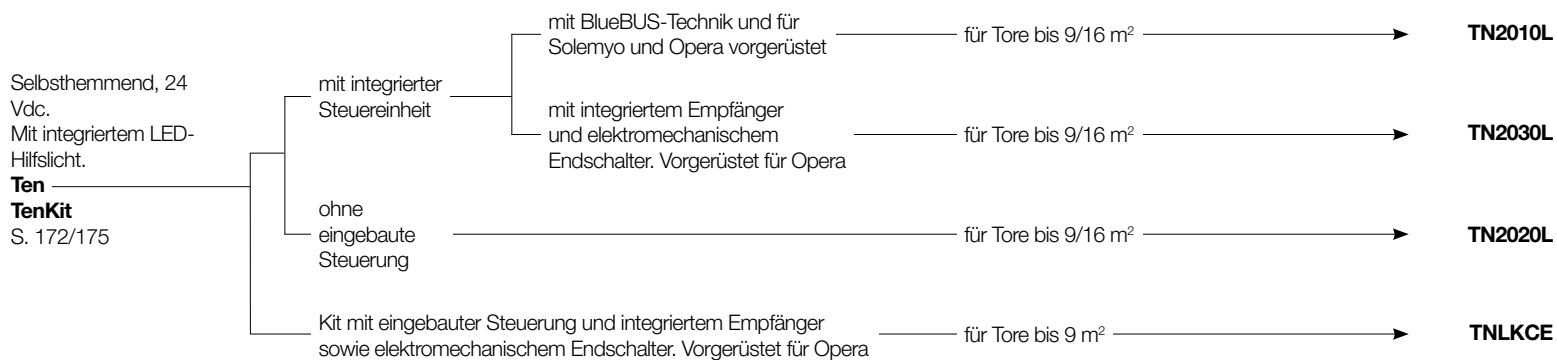 mit BlueBUS-Technik und für
Solemyo und Opera vorgerüstet
für Tore bis 9/16 m²
TN2010L
Selbsthemmend, 24
Vdc.
Mit integriertem LED-
Hilfslicht.
Ten
TenKit
S. 172/175
mit integrierter
Steuereinheit
mit integriertem Empfänger
und elektromechanischem
Endschalter. Vorgerüstet für Opera
für Tore bis 9/16 m²
TN2030L
ohne
eingebaute
Steuerung
für Tore bis 9/16 m²
TN2020L
Kit mit eingebauter Steuerung und integriertem Empfänger
sowie elektromechanischem Endschalter. Vorgerüstet für Opera
für Tore bis 9 m²
TNLKCE